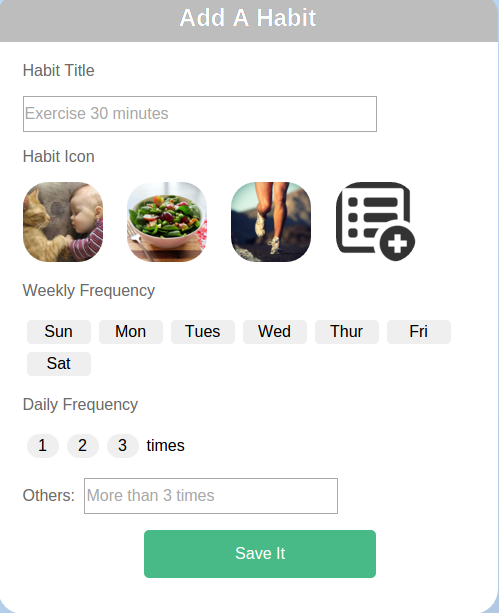 Add A Habit
Habit Title
Exercise 30 minutes
Habit Icon
Weekly Frequency
Sun Mon Tues Wed Thur Fri
Sat
Daily Frequency
1 2 3 times
Others: More than 3 times
Save It